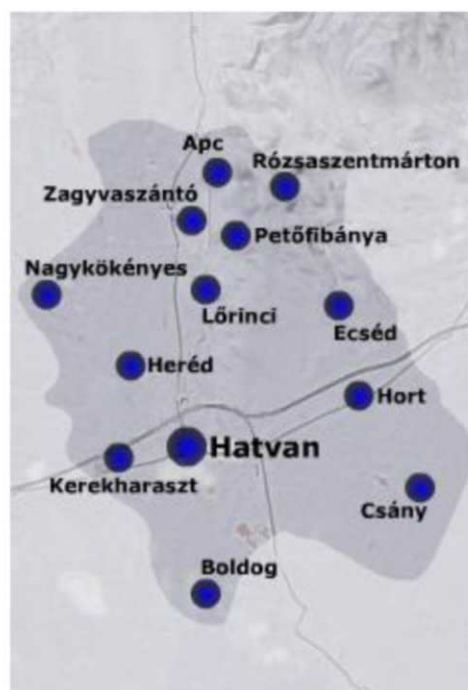 Apc
Rózsaszentmárton
Zagyvaszántó
Petőfibánya
Nagykökényes
Lőrinci
Ecséd
Heréd
Hort
Hatvan
Kerekharaszt
Csány
Boldog